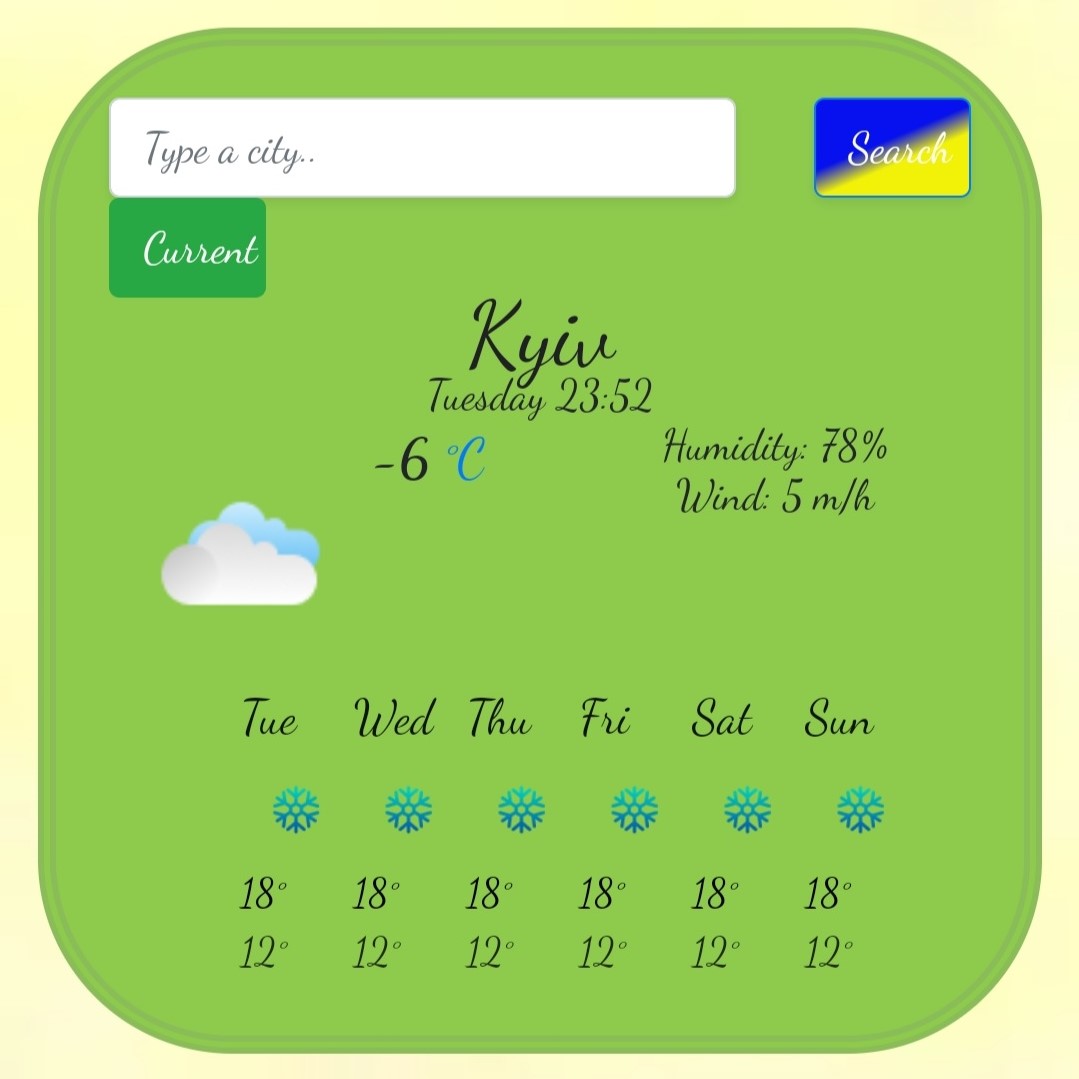 Type a city..
Search
Current
Kyiv
Tuesday 23:52
-6 °C
Humidity: 78%
Wind: 5 m/h
Tue Wed Thu Fri Sat Sun
18° 18° 18° 18° 18° 18°
12° 12° 12° 12° 12° 12°